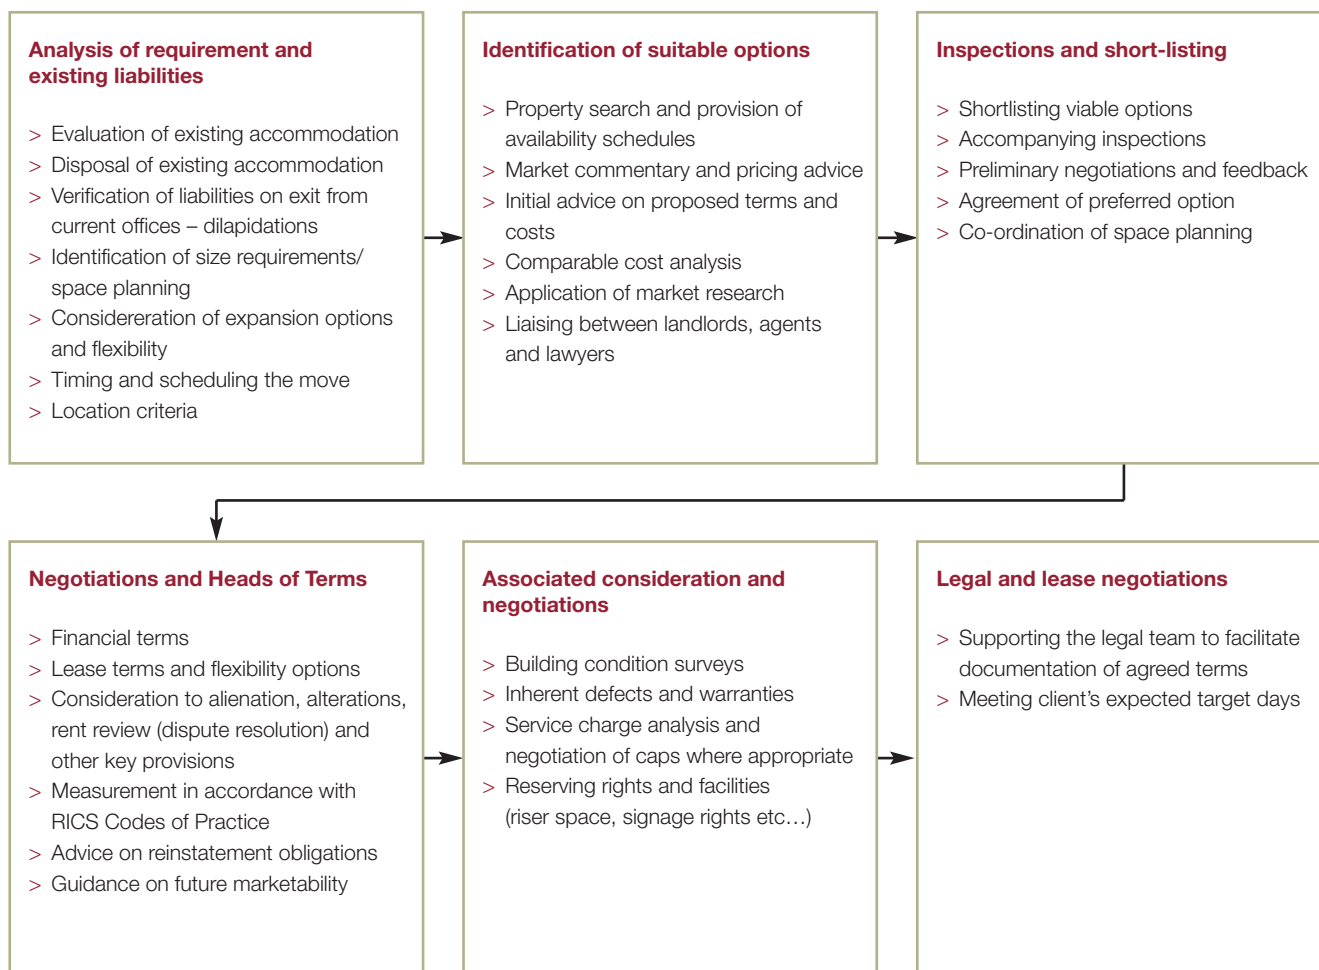 Analysis of requirement and
existing liabilities
> Evaluation of existing accommodation
> Disposal of existing accommodation
> Verification of liabilities on exit from
current offices – dilapidations
> Identification of size requirements/
space planning
> Considereration of expansion options
and flexibility
> Timing and scheduling the move
> Location criteria
Identification of suitable options
> Property search and provision of
availability schedules
> Market commentary and pricing advice
> Initial advice on proposed terms and
costs
> Comparable cost analysis
> Application of market research
> Liaising between landlords, agents
and lawyers
Inspections and short-listing
> Shortlisting viable options
> Accompanying inspections
> Preliminary negotiations and feedback
> Agreement of preferred option
> Co-ordination of space planning
Negotiations and Heads of Terms
> Financial terms
> Lease terms and flexibility options
> Consideration to alienation, alterations,
rent review (dispute resolution) and
other key provisions
> Measurement in accordance with
RICS Codes of Practice
> Advice on reinstatement obligations
> Guidance on future marketability
Associated consideration and
negotiations
> Building condition surveys
> Inherent defects and warranties
> Service charge analysis and
negotiation of caps where appropriate
> Reserving rights and facilities
(riser space, signage rights etc…)
Legal and lease negotiations
> Supporting the legal team to facilitate
documentation of agreed terms
> Meeting client’s expected target days